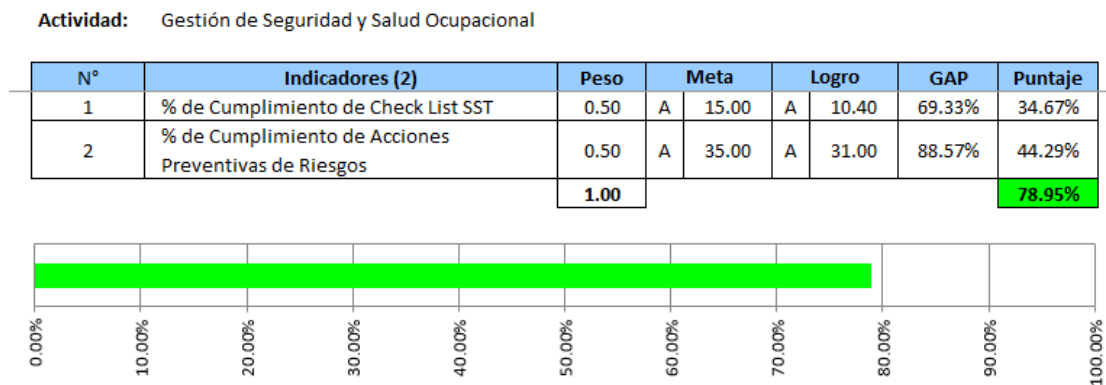 Actividad: Gestión de Seguridad y Salud Ocupacional
N° Indicadores (2) Peso Meta Logro GAP Puntaje
1 % de Cumplimiento de Check List SST 0.50 A 15.00 A 10.40 69.33% 34.67%
% de Cumplimiento de Acciones
2 0.50 A 35.00 A 31.00 88.57% 44.29%
Preventivas de Riesgos
1.00 78.95%
0.00% 10.00% 20.00% 30.00% 40.00% 50.00% 60.00% 70.00% 80.00% 90.00% 100.00%